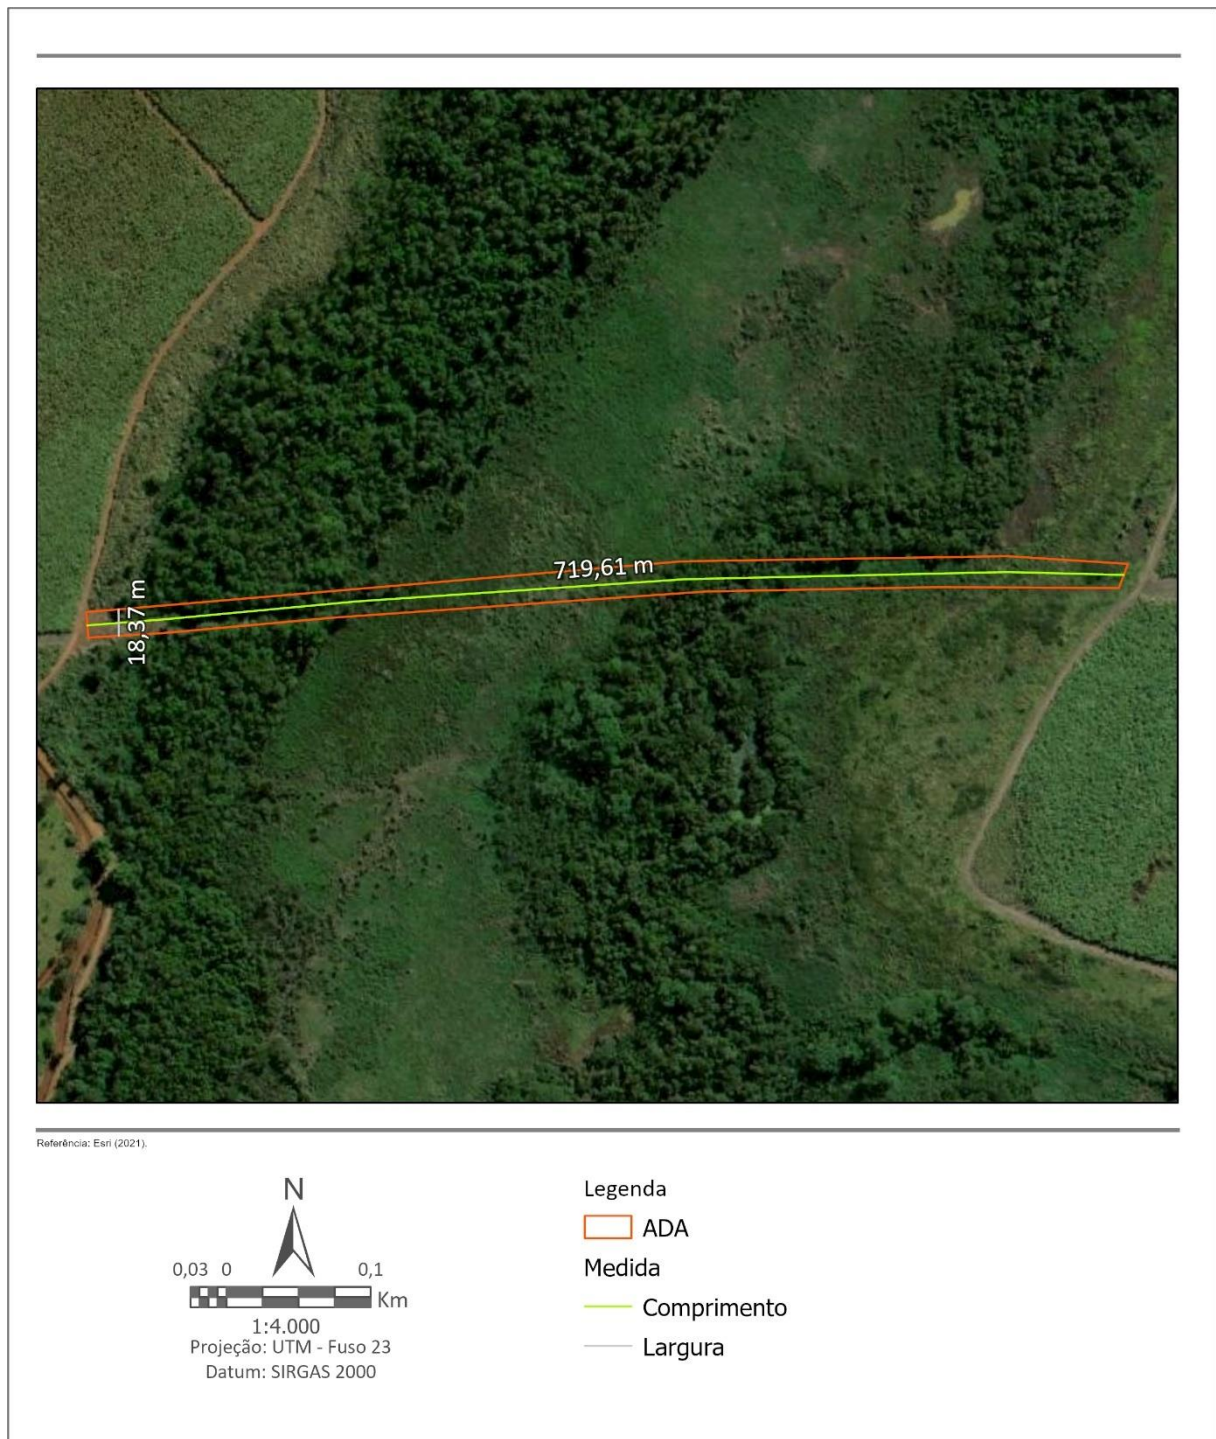 719,61 m
18,37 m
Referência: Esri (2021).
N
0,03 0 0,1
Km
1:4.000
Projeção: UTM - Fuso 23
Datum: SIRGAS 2000
Legenda
ADA
Medida
Comprimento
Largura